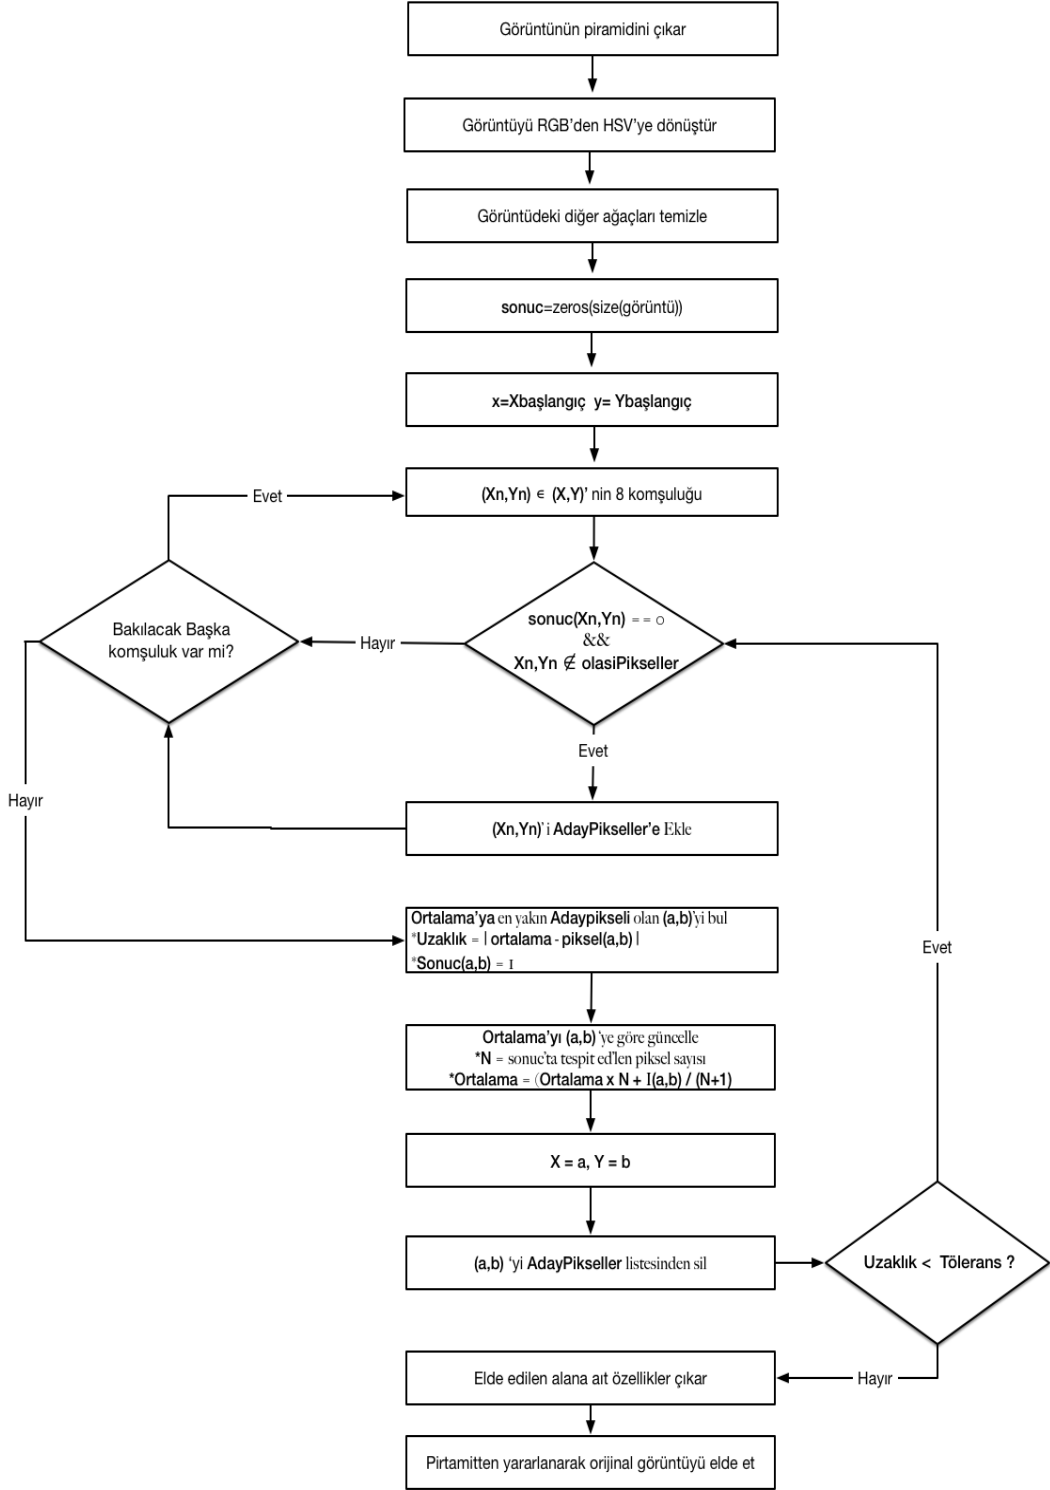 Görüntünün piramidini çıkar
Görüntüyü RGB'den HSV'ye dönüştür
Görüntüdeki diğer ağaçları temizle
sonuc=zeros(size(görüntü))
x=Xbaşlangıç y= Ybaşlangıç
(Xn,Yn) ∈ (X,Y)' nin 8 komşuluğu
Evet
sonuc(Xn,Yn) == 0
&&
Xn,Yn ∉ olasiPikseller
Hayır
Bakılacak Başka
komşuluk var mi?
Evet
Hayır
(Xn,Yn)'i AdayPikseller'e Ekle
Ortalama'ya en yakın Adaypikseli olan (a,b)'yi bul
*Uzaklık = | ortalama - piksel(a,b) |
*Sonuc(a,b) = 1
Evet
Ortalama'yı (a,b) 'ye göre güncelle
*N = sonuc'ta tespit ed'len piksel sayısı
*Ortalama = (Ortalama x N + I(a,b) / (N+1)
X = a, Y = b
(a,b) 'yi AdayPikseller listesinden sil
Uzaklık < Tölerans ?
Hayır
Elde edilen alana aıt özellikler çıkar
Pirtamitten yararlanarak orijinal görüntüyü elde et